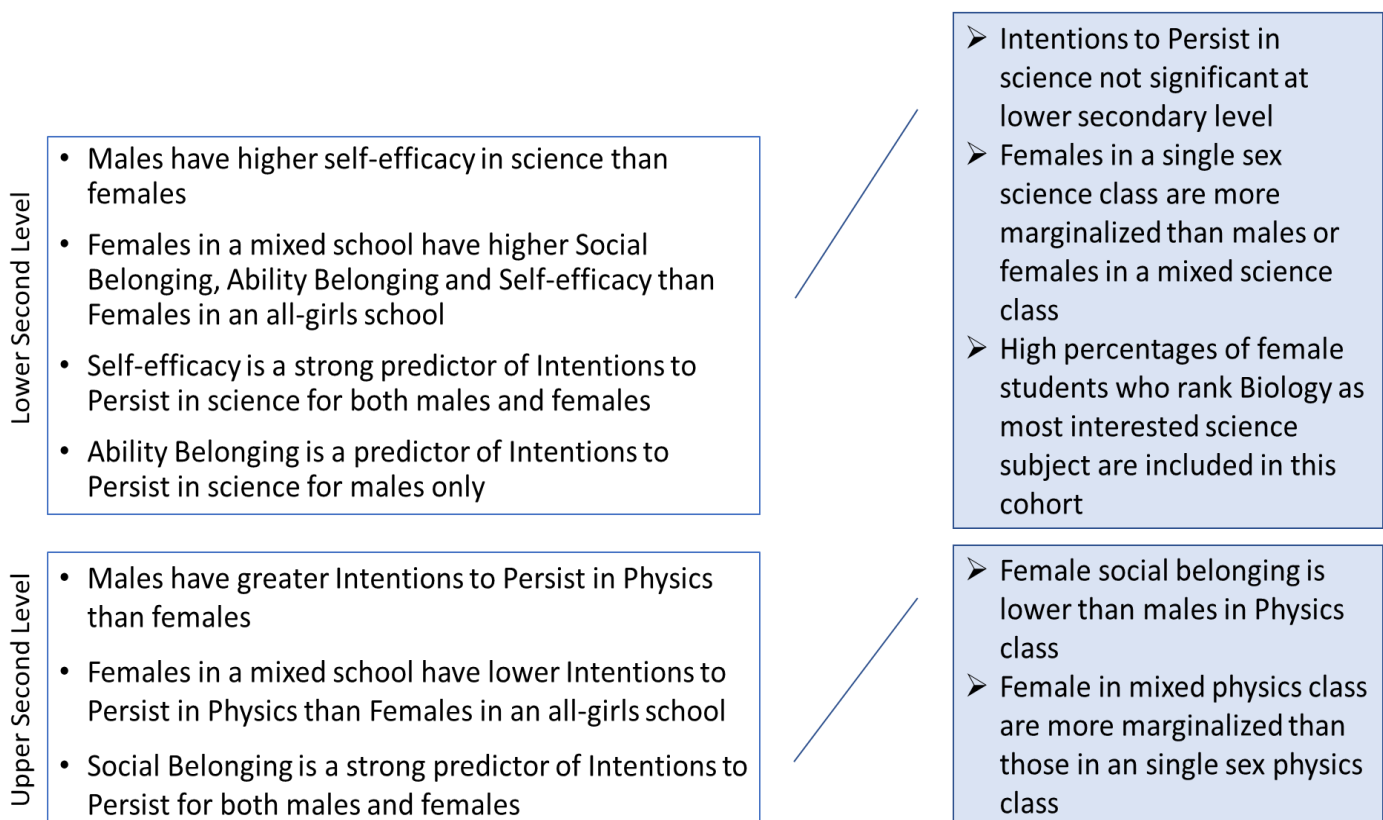 Lower Second Level
• Males have higher self-efficacy in science than
females
• Females in a mixed school have higher Social
Belonging, Ability Belonging and Self-efficacy than
Females in an all-girls school
• Self-efficacy is a strong predictor of Intentions to
Persist in science for both males and females
• Ability Belonging is a predictor of Intentions to
Persist in science for males only
➢ Intentions to Persist in
science not significant at
lower secondary level
➢ Females in a single sex
science class are more
marginalized than males or
females in a mixed science
class
➢ High percentages of female
students who rank Biology as
most interested science
subject are included in this
cohort
Upper Second Level
• Males have greater Intentions to Persist in Physics
than females
• Females in a mixed school have lower Intentions to
Persist in Physics than Females in an all-girls school
• Social Belonging is a strong predictor of Intentions to
Persist for both males and females
➢ Female social belonging is
lower than males in Physics
class
➢ Female in mixed physics class
are more marginalized than
those in an single sex physics
class